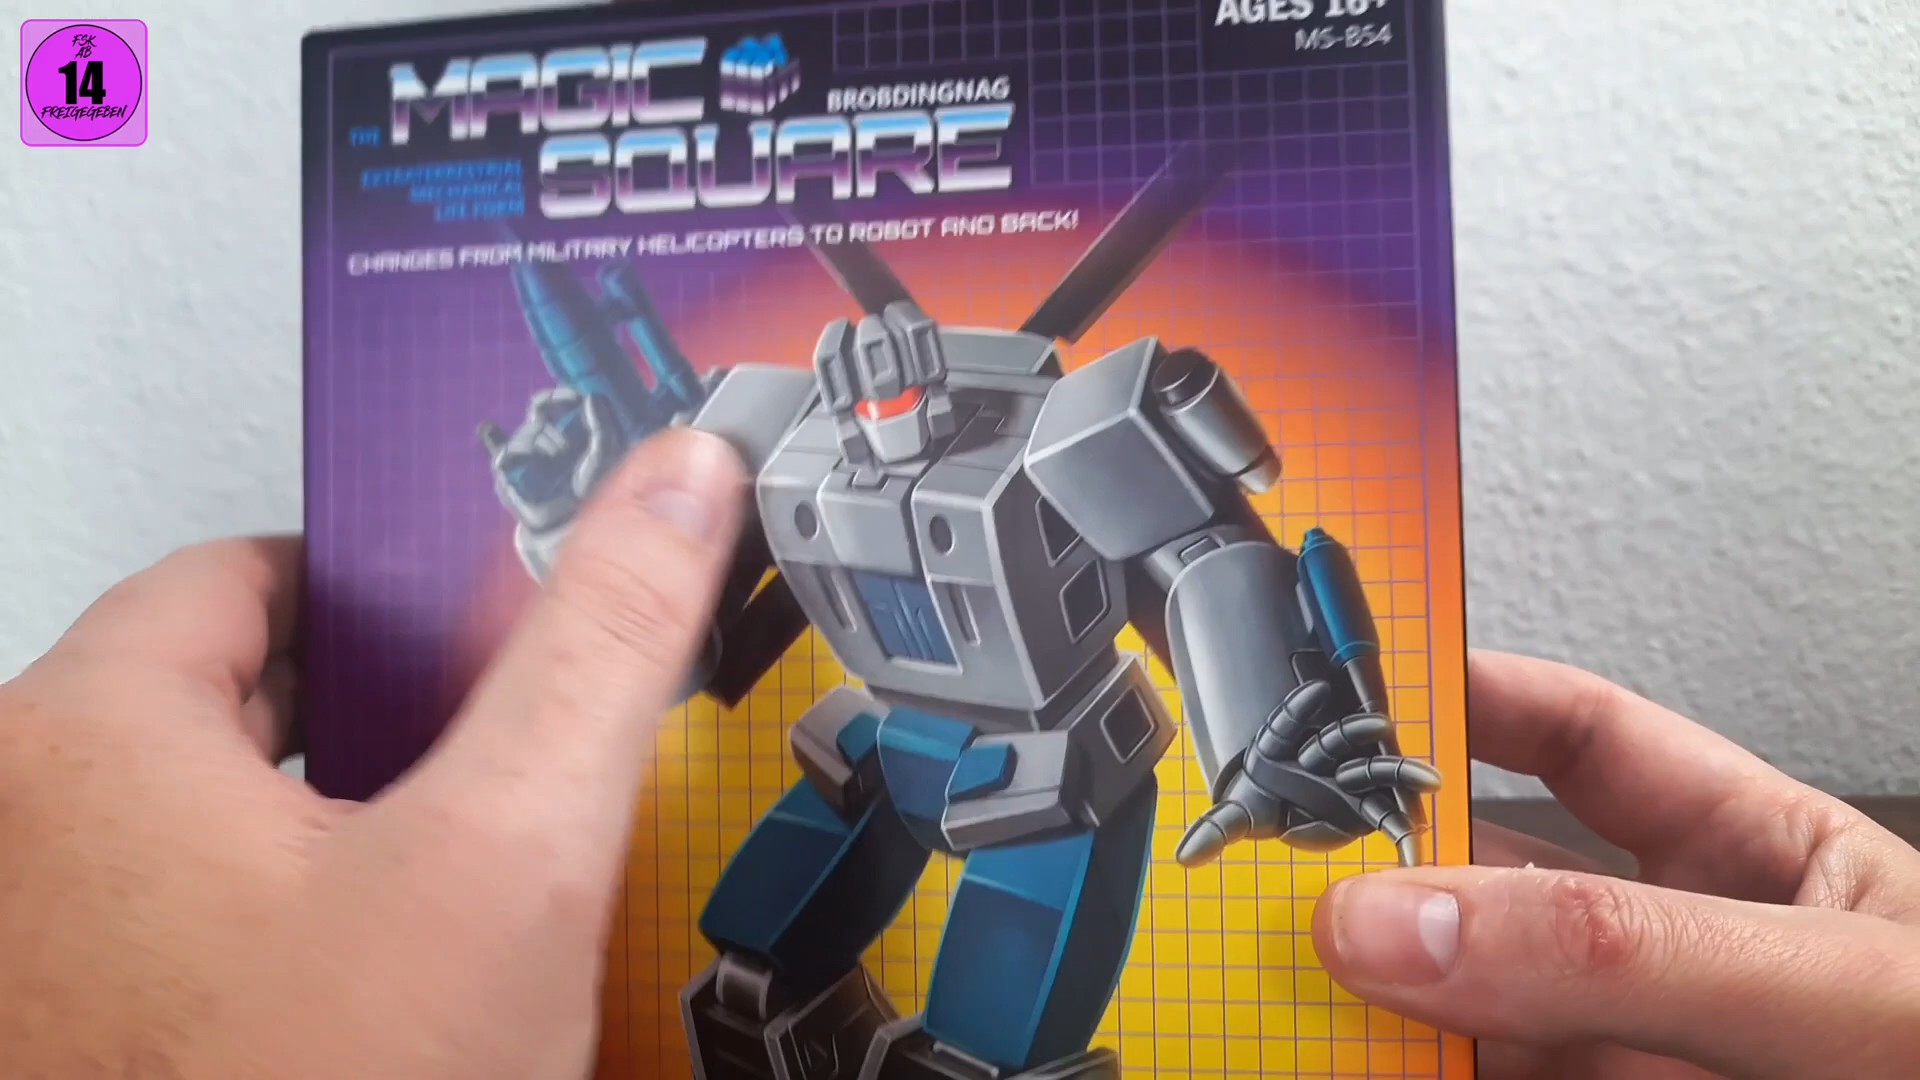 FSK
AB
14
FREIGEGEBEN
AGES 16+
MS-B54
MAGIC
BROBDINGNAG
THE
SQUARE
EXTRATERRESTRIAL
MECHANICAL
LIFE FORM
CHANGES FROM MILITARY HELICOPTERS TO ROBOT AND BACK!